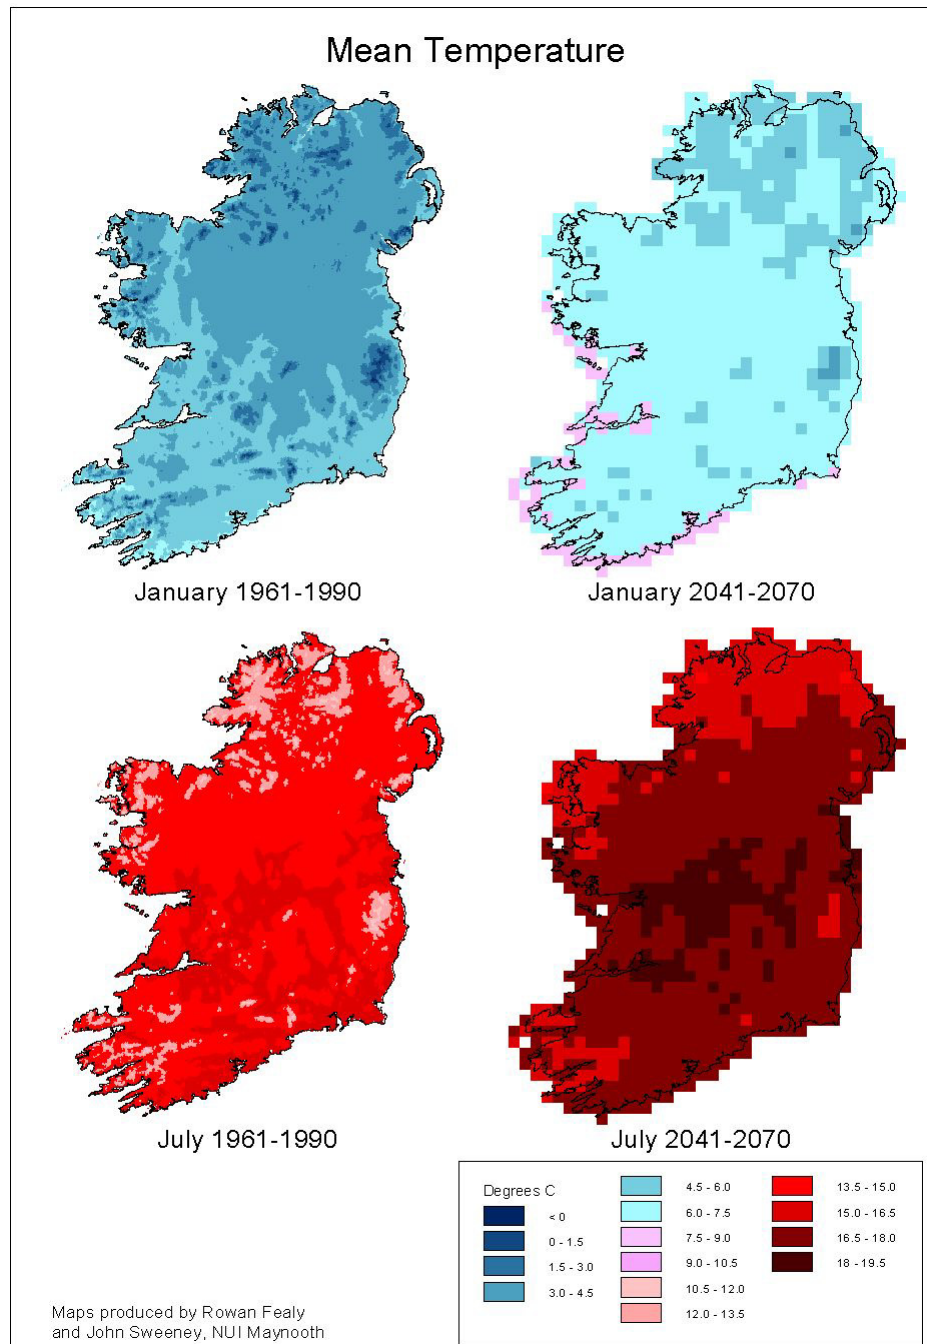 Mean Temperature
January 1961-1990
January 2041-2070
July 1961-1990
July 2041-2070
Degrees C
< 0
0 - 1.5
1.5 - 3.0
3.0 - 4.5
4.5 - 6.0
6.0 - 7.5
7.5 - 9.0
9.0 - 10.5
10.5 - 12.0
12.0 - 13.5
13.5 - 15.0
15.0 - 16.5
16.5 - 18.0
18 - 19.5
Maps produced by Rowan Fealy
and John Sweeney, NUI Maynooth